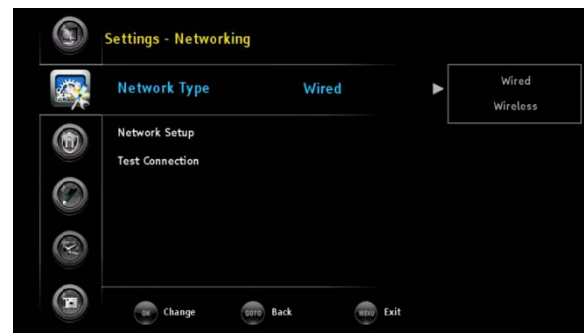 Settings - Networking
Network Type Wired
Wired
Wireless
Network Setup
Test Connection
OK Change GOTO Back MENU Exit